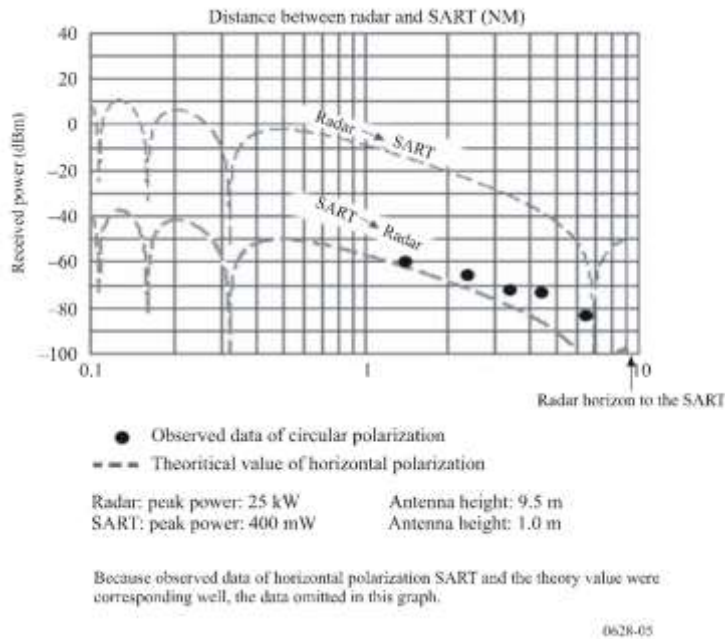 Distance between radar and SART (NM)
Received power (dBm)
40
20
0
–20
–40
–60
–80
–100
Radar
SART
SART
Radar
0.1
1
10
Radar horizon to the SART
Observed data of circular polarization
Theoritical value of horizontal polarization
Radar: peak power: 25 kW Antenna height: 9.5 m
SART: peak power: 400 mW Antenna height: 1.0 m
Because observed data of horizontal polarization SART and the theory value were
corresponding well, the data omitted in this graph.
0628-05